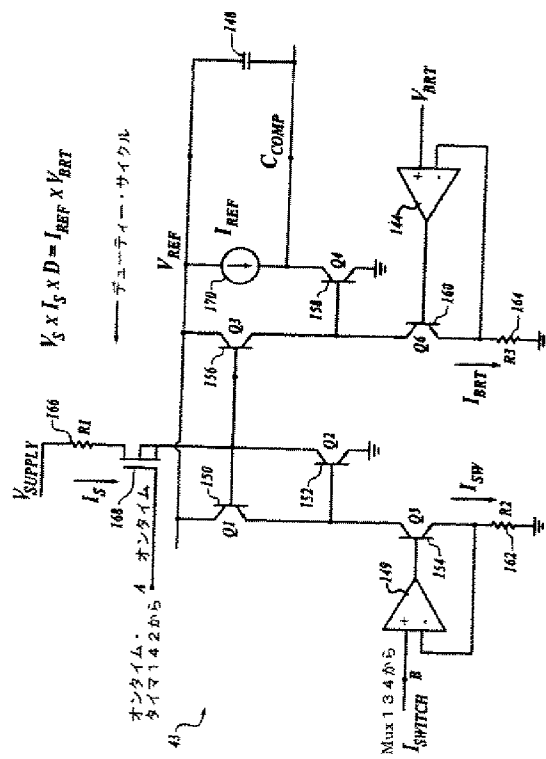 V_S X I_S X D = I_REF X V_BRT
デューティー・サイクル
V_SUPPLY
166
R1
I_S
168
オンタイム・
タイマ142から
A オンタイム
43
V_REF
148
150
Q1
156
Q3
170
I_REF
C_COMP
152
Q2
158
Q4
Mux134から
I_SWITCH
B
149
+
-
154
Q3
I_SW
162
R2
144
+
-
V_BRT
Q6
160
I_BRT
R3
164